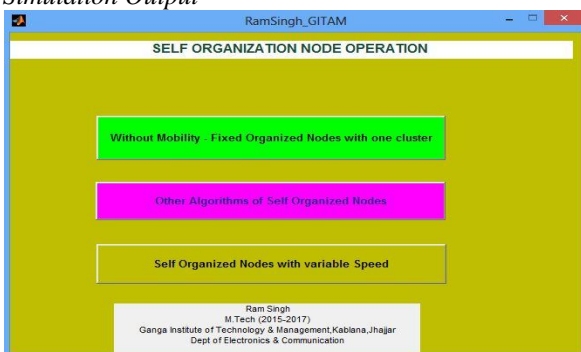 Simulation Output
RamSingh_GITAM
SELF ORGANIZATION NODE OPERATION
Without Mobility - Fixed Organized Nodes with one cluster
Other Algorithms of Self Organized Nodes
Self Organized Nodes with variable Speed
Ram Singh
M.Tech (2015-2017)
Ganga Institute of Technology & Management,Kablana,Jhajjar
Dept of Electronics & Communication